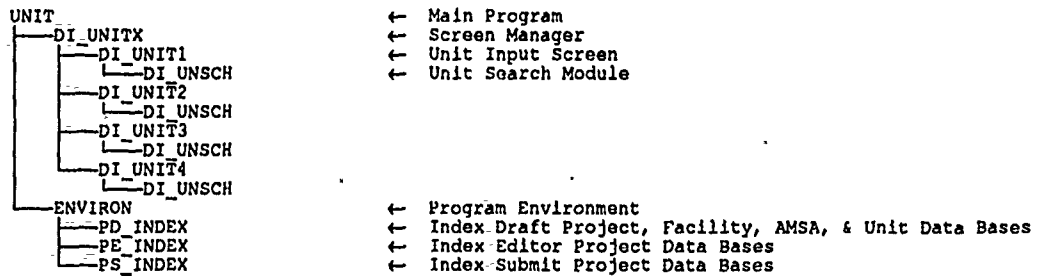 UNIT ← Main Program
DI_UNITX ← Screen Manager
DI_UNIT1 ← Unit Input Screen
DI_UNSCH ← Unit Search Module
DI_UNIT2
DI_UNSCH
DI_UNIT3
DI_UNSCH
DI_UNIT4
DI_UNSCH
ENVIRON ← Program Environment
PD_INDEX ← Index Draft Project, Facility, AMSA, & Unit Data Bases
PE_INDEX ← Index Editor Project Data Bases
PS_INDEX ← Index Submit Project Data Bases